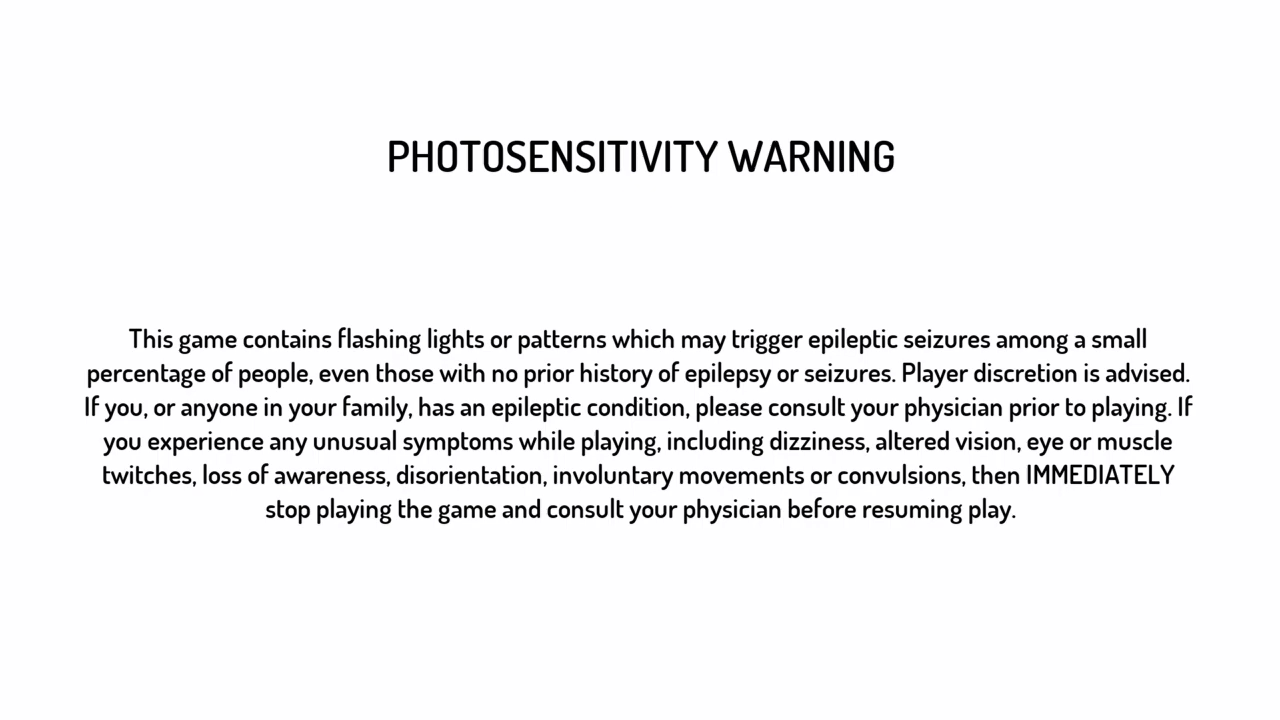 PHOTOSENSITIVITY WARNING
This game contains flashing lights or patterns which may trigger epileptic seizures among a small
percentage of people, even those with no prior history of epilepsy or seizures. Player discretion is advised.
If you, or anyone in your family, has an epileptic condition, please consult your physician prior to playing. If
you experience any unusual symptoms while playing, including dizziness, altered vision, eye or muscle
twitches, loss of awareness, disorientation, involuntary movements or convulsions, then IMMEDIATELY
stop playing the game and consult your physician before resuming play.